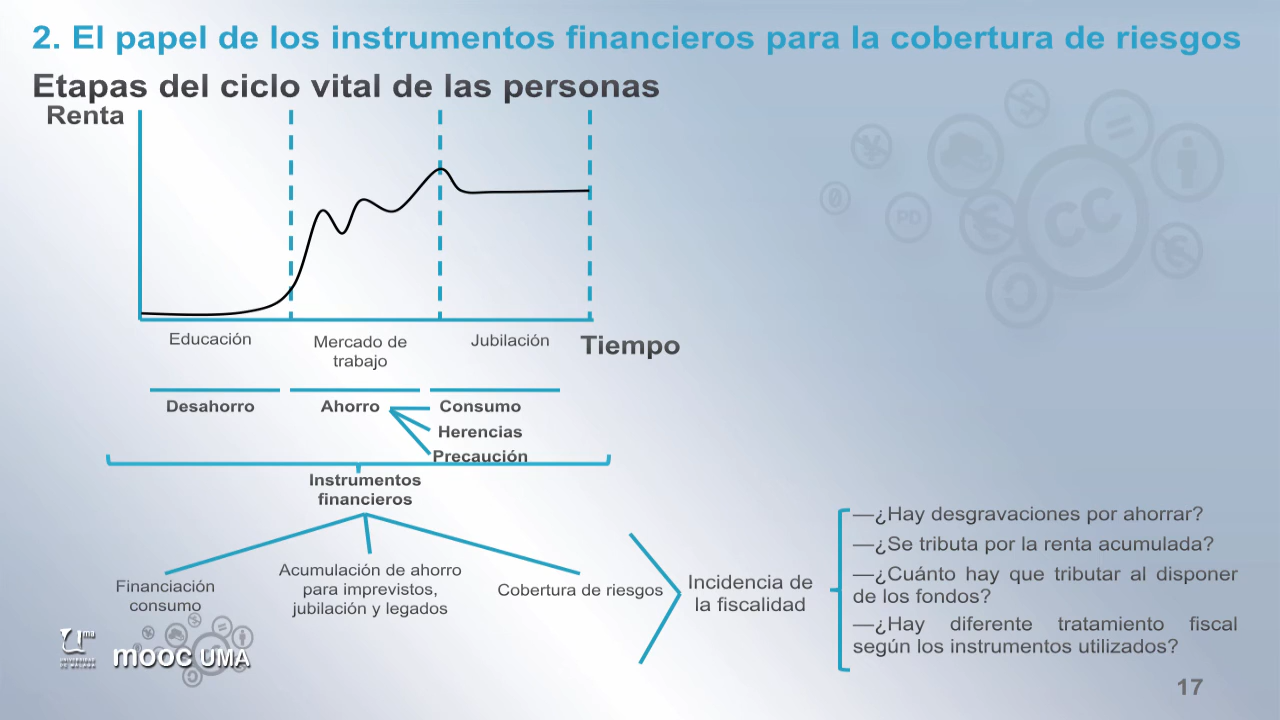 2. El papel de los instrumentos financieros para la cobertura de riesgos
Etapas del ciclo vital de las personas
Renta
Educación
Mercado de
trabajo
Jubilación
Tiempo
Desahorro
Ahorro
Consumo
Herencias
Precaución
Instrumentos
financieros
Financiación
consumo
Acumulación de ahorro
para imprevistos,
jubilación y legados
Cobertura de riesgos
Incidencia de
la fiscalidad
—¿Hay desgravaciones por ahorrar?
—¿Se tributa por la renta acumulada?
—¿Cuánto hay que tributar al disponer
de los fondos?
—¿Hay diferente tratamiento fiscal
según los instrumentos utilizados?
PD
CC
uma
mooc UMA
17